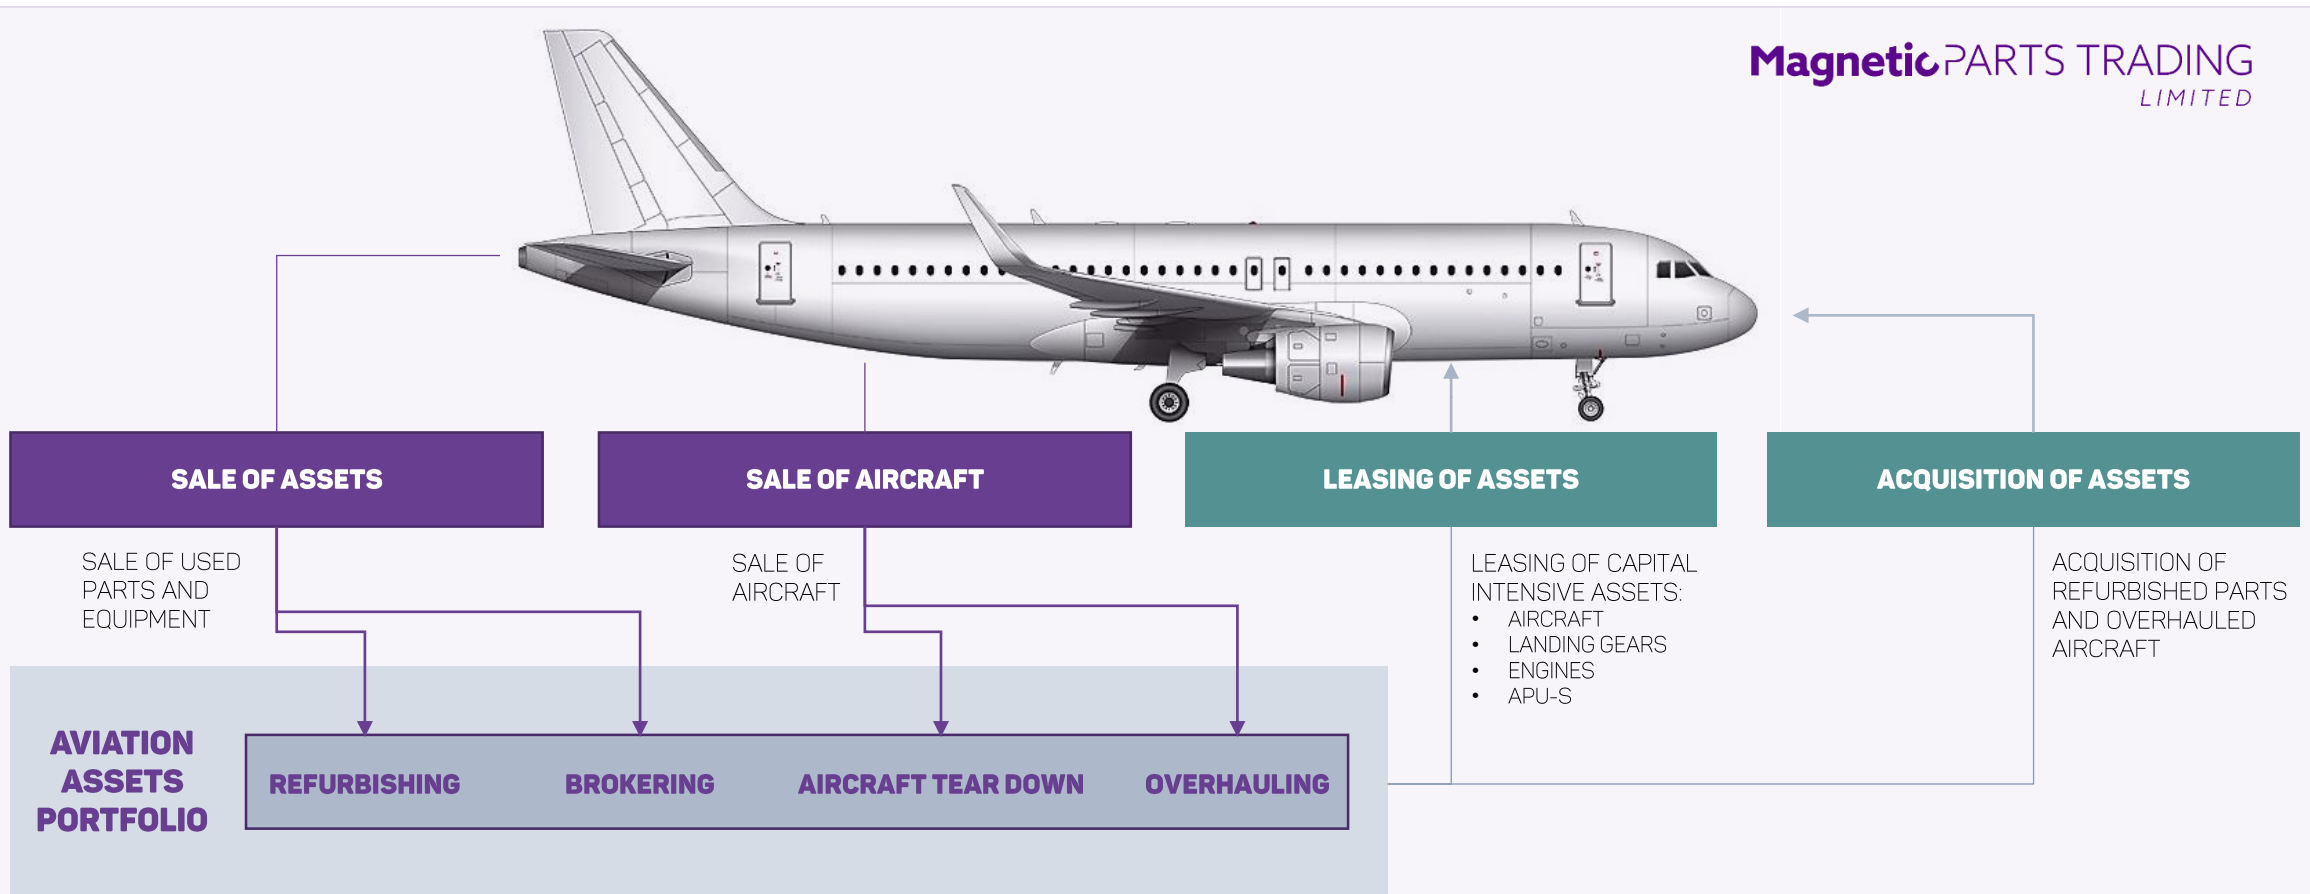 Magnetic PARTS TRADING
LIMITED
SALE OF ASSETS
SALE OF AIRCRAFT
LEASING OF ASSETS
ACQUISITION OF ASSETS
SALE OF USED
PARTS AND
EQUIPMENT
SALE OF
AIRCRAFT
LEASING OF CAPITAL
INTENSIVE ASSETS:
• AIRCRAFT
• LANDING GEARS
• ENGINES
• APU-S
ACQUISITION OF
REFURBISHED PARTS
AND OVERHAULED
AIRCRAFT
AVIATION
ASSETS
PORTFOLIO
REFURBISHING
BROKERING
AIRCRAFT TEAR DOWN
OVERHAULING